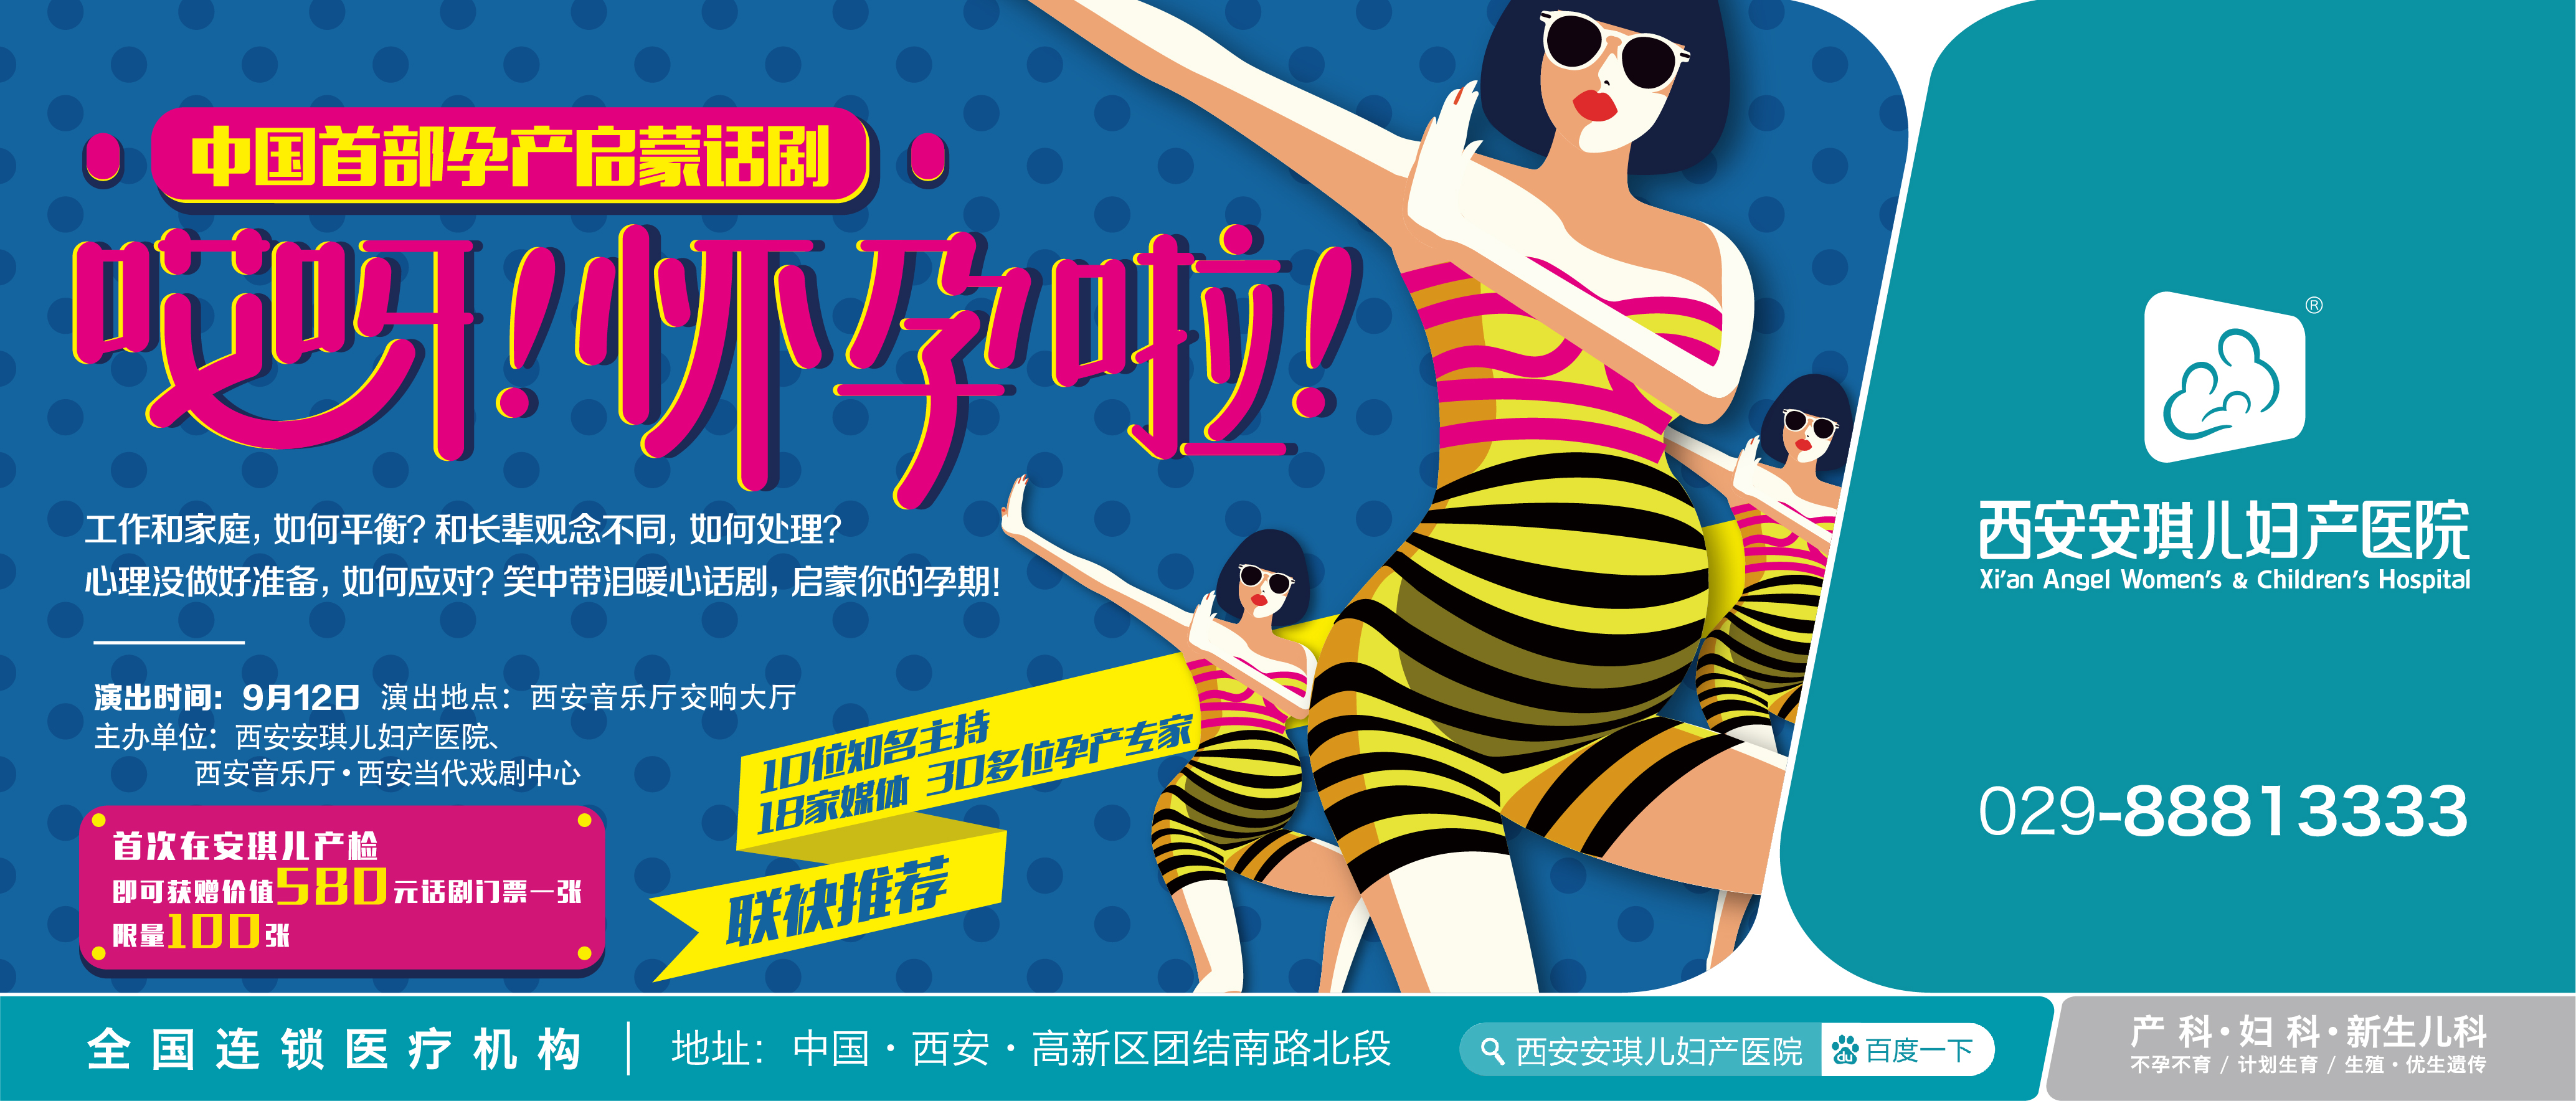 中国首部孕产启蒙话剧
哎呀!怀孕啦!
工作和家庭,如何平衡?和长辈观念不同,如何处理?
心理没做好准备,如何应对?笑中带泪暖心话剧,启蒙你的孕期!
演出时间:9月12日 演出地点:西安音乐厅交响大厅
主办单位:西安安琪儿妇产医院、
西安音乐厅·西安当代戏剧中心
首次在安琪儿产检
即可获赠价值580元话剧门票一张
限量100张
10位知名主持
18家媒体 30多位孕产专家
联袂推荐
®
西安安琪儿妇产医院
Xi'an Angel Women's & Children's Hospital
029-88813333
全国连锁医疗机构
地址:中国·西安·高新区团结南路北段
西安安琪儿妇产医院
du 百度一下
产科·妇科·新生儿科
不孕不育 / 计划生育 / 生殖·优生遗传